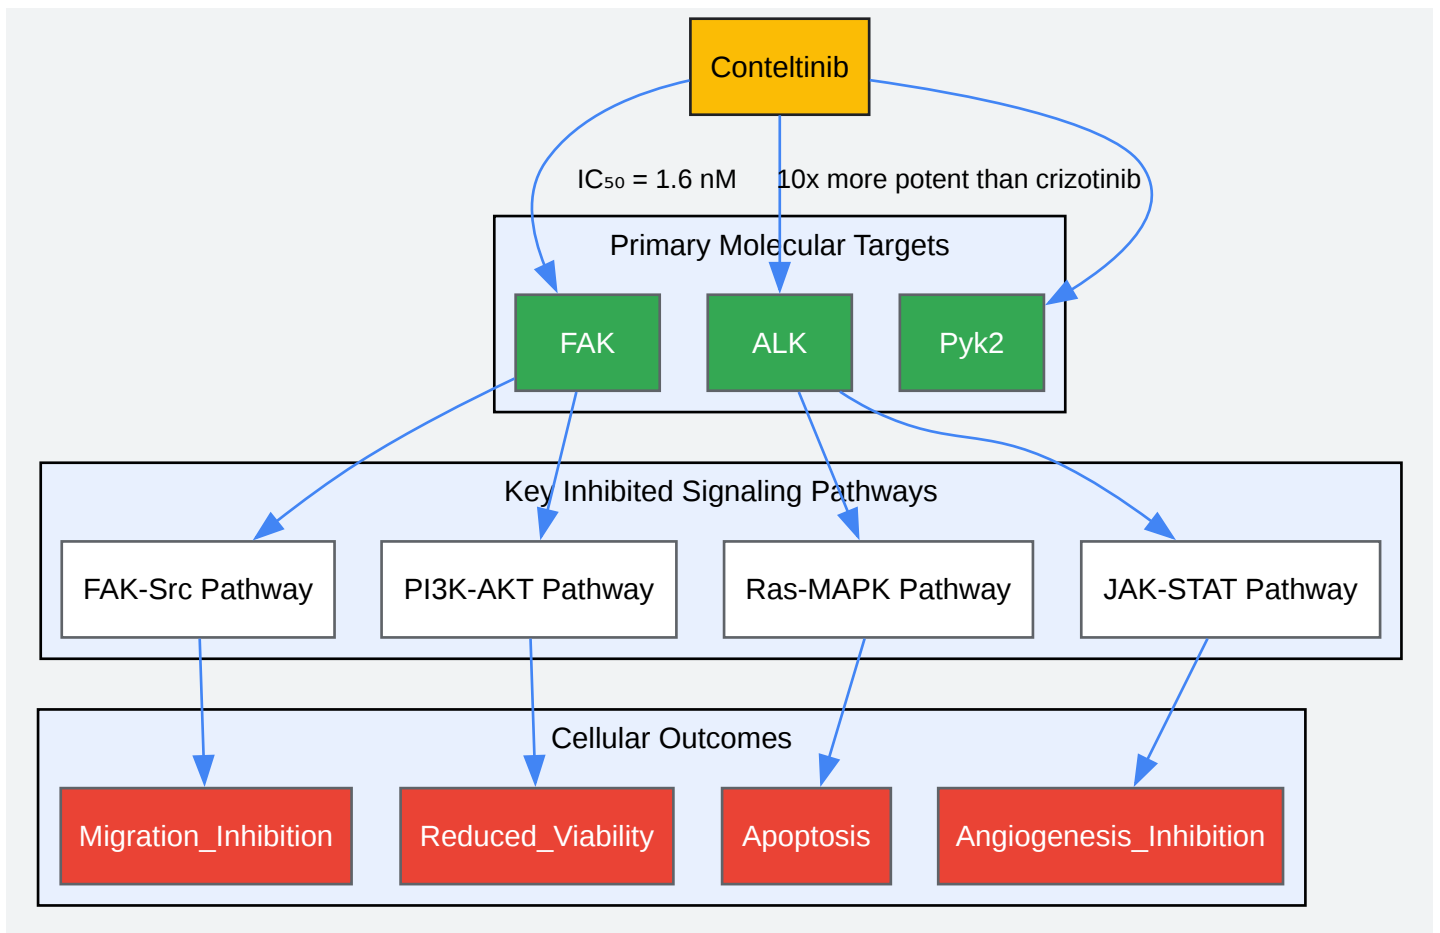 Conteltinib
IC₅₀ = 1.6 nM
10x more potent than crizotinib
Primary Molecular Targets
FAK
ALK
Pyk2
Key Inhibited Signaling Pathways
FAK-Src Pathway
PI3K-AKT Pathway
Ras-MAPK Pathway
JAK-STAT Pathway
Cellular Outcomes
Migration_Inhibition
Reduced_Viability
Apoptosis
Angiogenesis_Inhibition